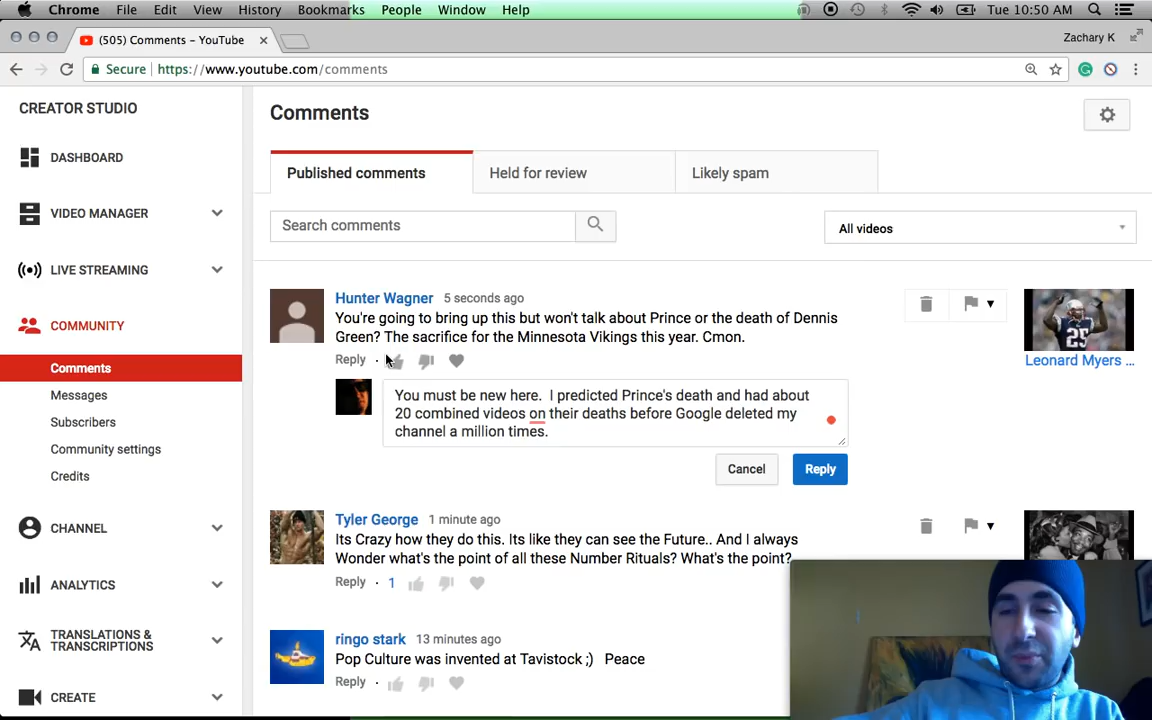 Chrome File Edit View History Bookmarks People Window Help Tue 10:50 AM
(505) Comments - YouTube Zachary K
Secure https://www.youtube.com/comments
CREATOR STUDIO
DASHBOARD
VIDEO MANAGER
LIVE STREAMING
COMMUNITY
Comments
Messages
Subscribers
Community settings
Credits
CHANNEL
ANALYTICS
TRANSLATIONS &
TRANSCRIPTIONS
CREATE
Comments
Published comments Held for review Likely spam
Search comments All videos
Hunter Wagner 5 seconds ago
You're going to bring up this but won't talk about Prince or the death of Dennis
Green? The sacrifice for the Minnesota Vikings this year. Cmon.
Reply
You must be new here. I predicted Prince's death and had about
20 combined videos on their deaths before Google deleted my
channel a million times.
Cancel Reply
25
Leonard Myers ...
Tyler George 1 minute ago
Its Crazy how they do this. Its like they can see the Future.. And I always
Wonder what's the point of all these Number Rituals? What's the point?
Reply · 1
ringo stark 13 minutes ago
Pop Culture was invented at Tavistock ;) Peace
Reply